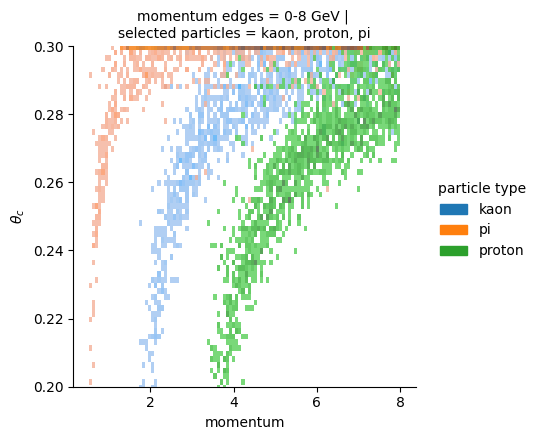 momentum edges = 0-8 GeV |
selected particles = kaon, proton, pi
0.30
0.28
0.26
0.24
0.22
0.20
θc
2
4
6
8
momentum
particle type
kaon
pi
proton